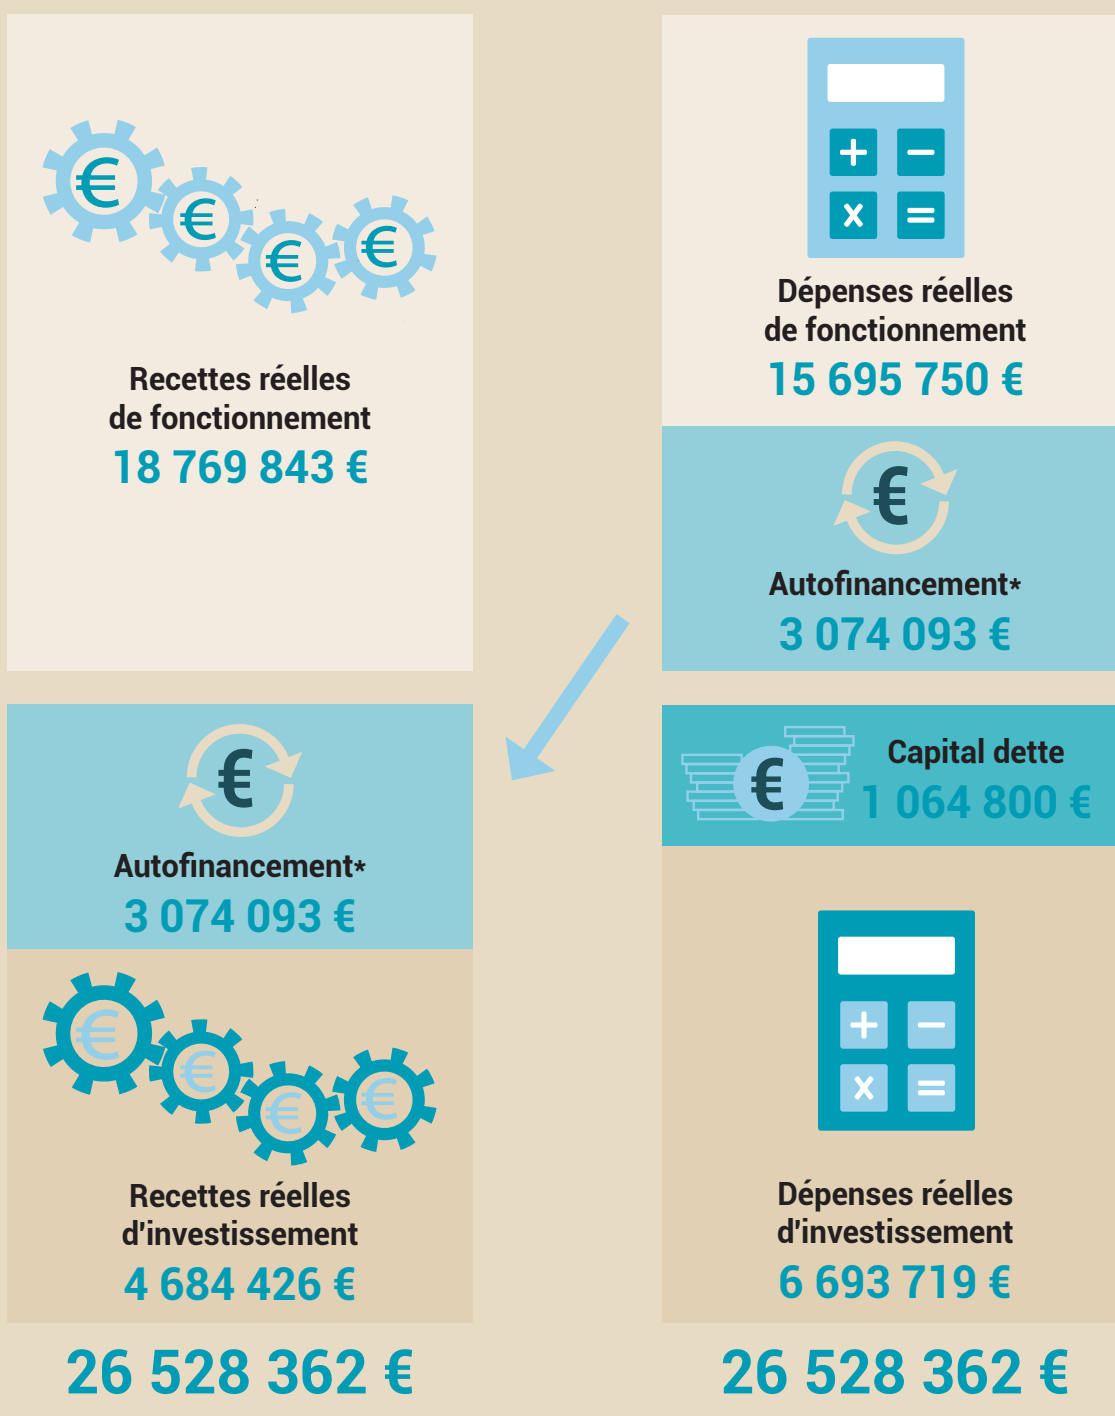 € € € €
Recettes réelles
de fonctionnement
18 769 843 €
€
Autofinancement*
3 074 093 €
€ € € €
Recettes réelles
d'investissement
4 684 426 €
26 528 362 €
+ −
x =
Dépenses réelles
de fonctionnement
15 695 750 €
€
Autofinancement*
3 074 093 €
€
Capital dette
1 064 800 €
+ −
x =
Dépenses réelles
d'investissement
6 693 719 €
26 528 362 €